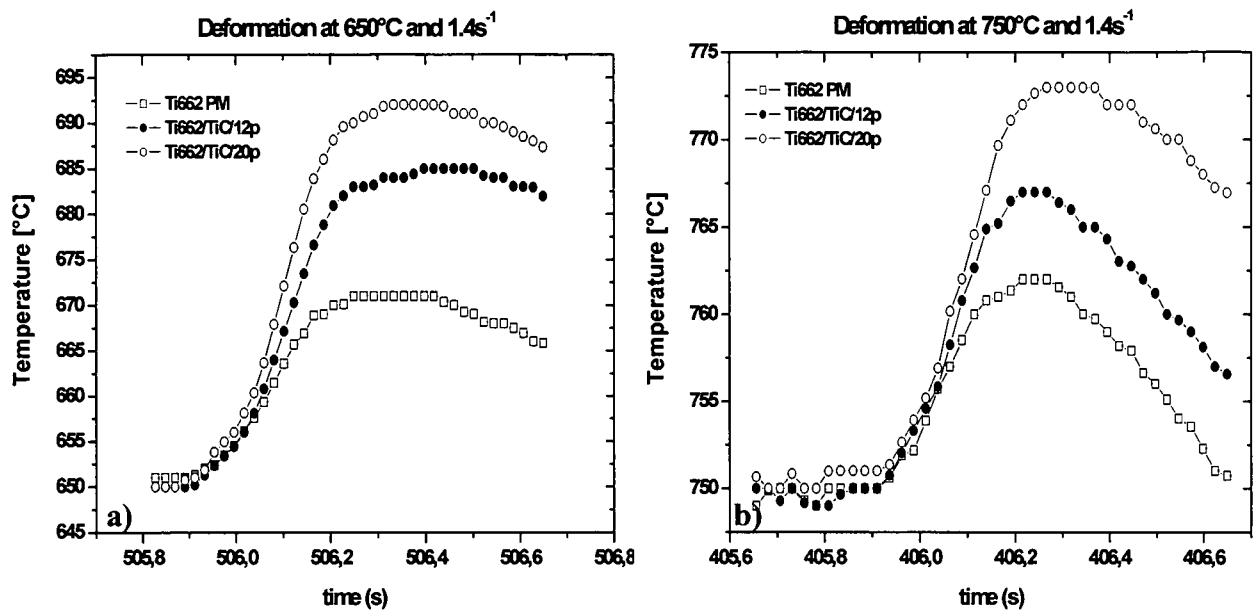 Deformation at 650°C and 1.4s-1
Temperature [°C]
695
690
685
680
675
670
665
660
655
650
645
Ti662 PM
Ti662/TiC/12p
Ti662/TiC/20p
a)
505,8
506,0
506,2
506,4
506,6
506,8
time (s)
Deformation at 750°C and 1.4s-1
Temperature [°C]
775
770
765
760
755
750
Ti662 PM
Ti662/TiC/12p
Ti662/TiC/20p
b)
405,6
405,8
406,0
406,2
406,4
406,6
time (s)